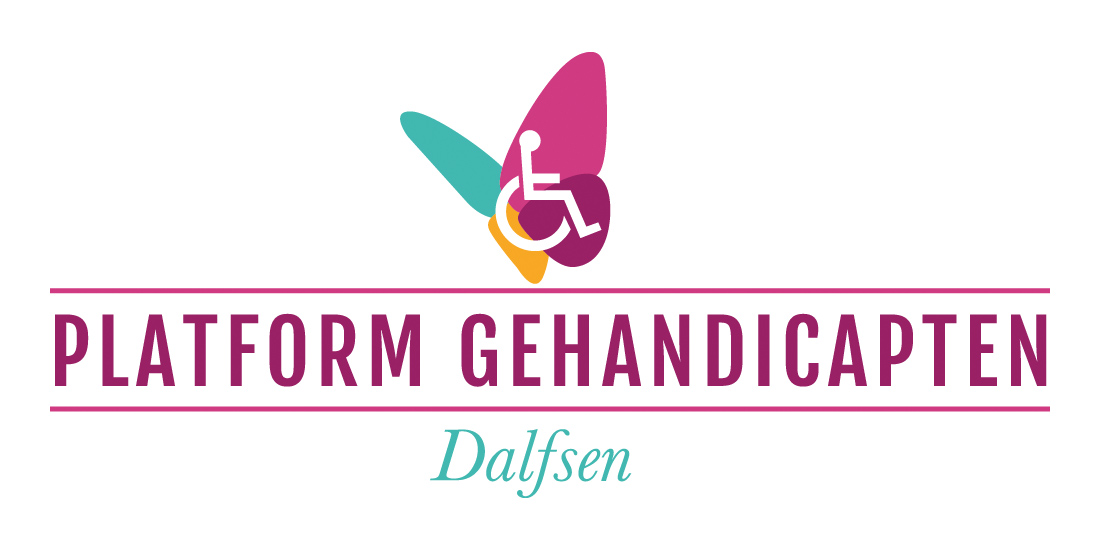 PLATFORM GEHANDICAPTEN
Dalfsen